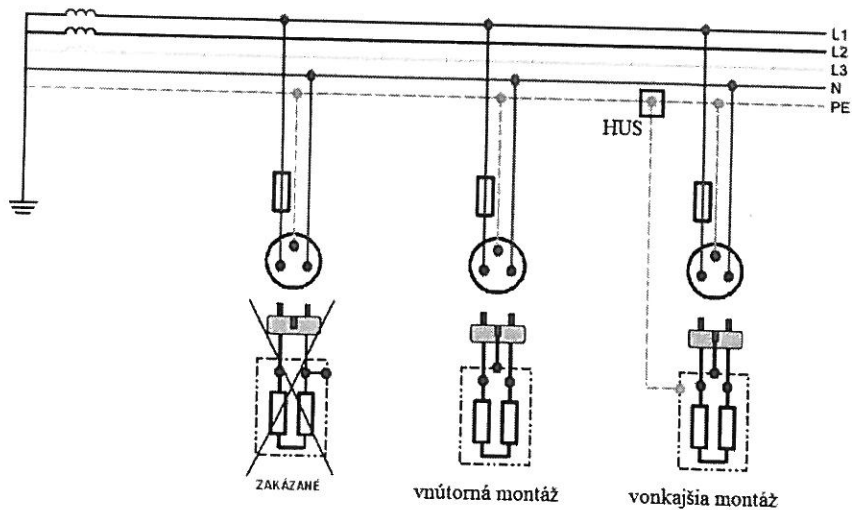 L1
L2
L3
N
PE
HUS
ZAKÁZANÉ
vnútorná montáž
vonkajšia montáž